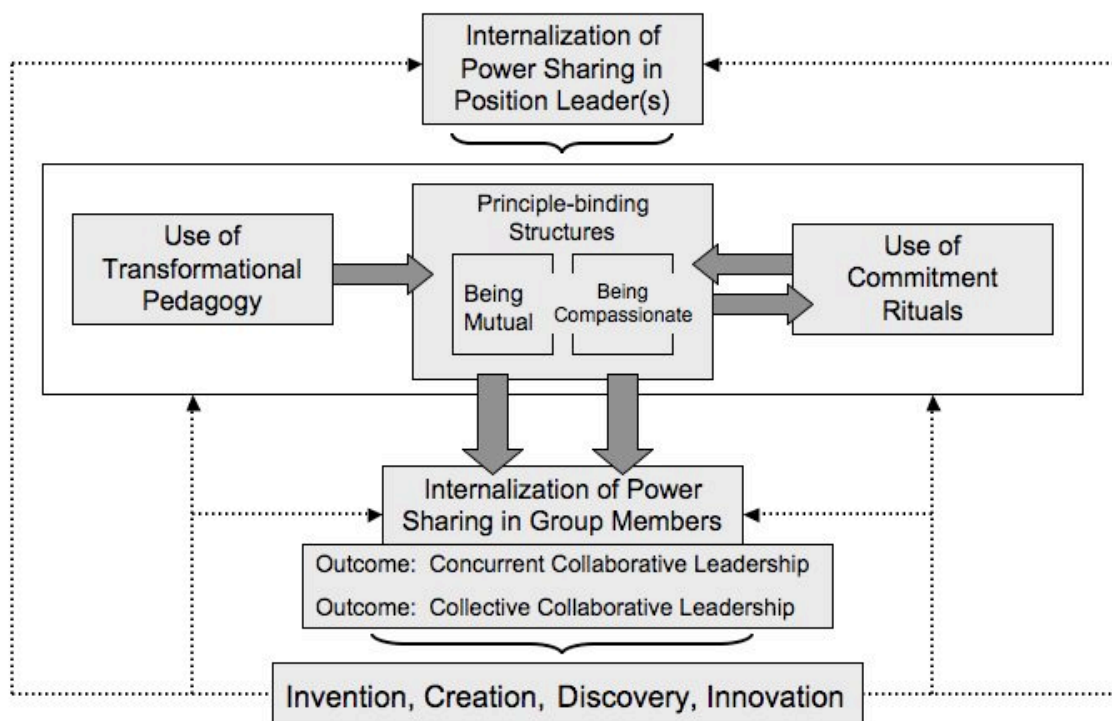 Internalization of
Power Sharing in
Position Leader(s)
Principle-binding
Structures
Use of
Transformational
Pedagogy
Being
Mutual
Being
Compassionate
Use of
Commitment
Rituals
Internalization of Power
Sharing in Group Members
Outcome: Concurrent Collaborative Leadership
Outcome: Collective Collaborative Leadership
Invention, Creation, Discovery, Innovation